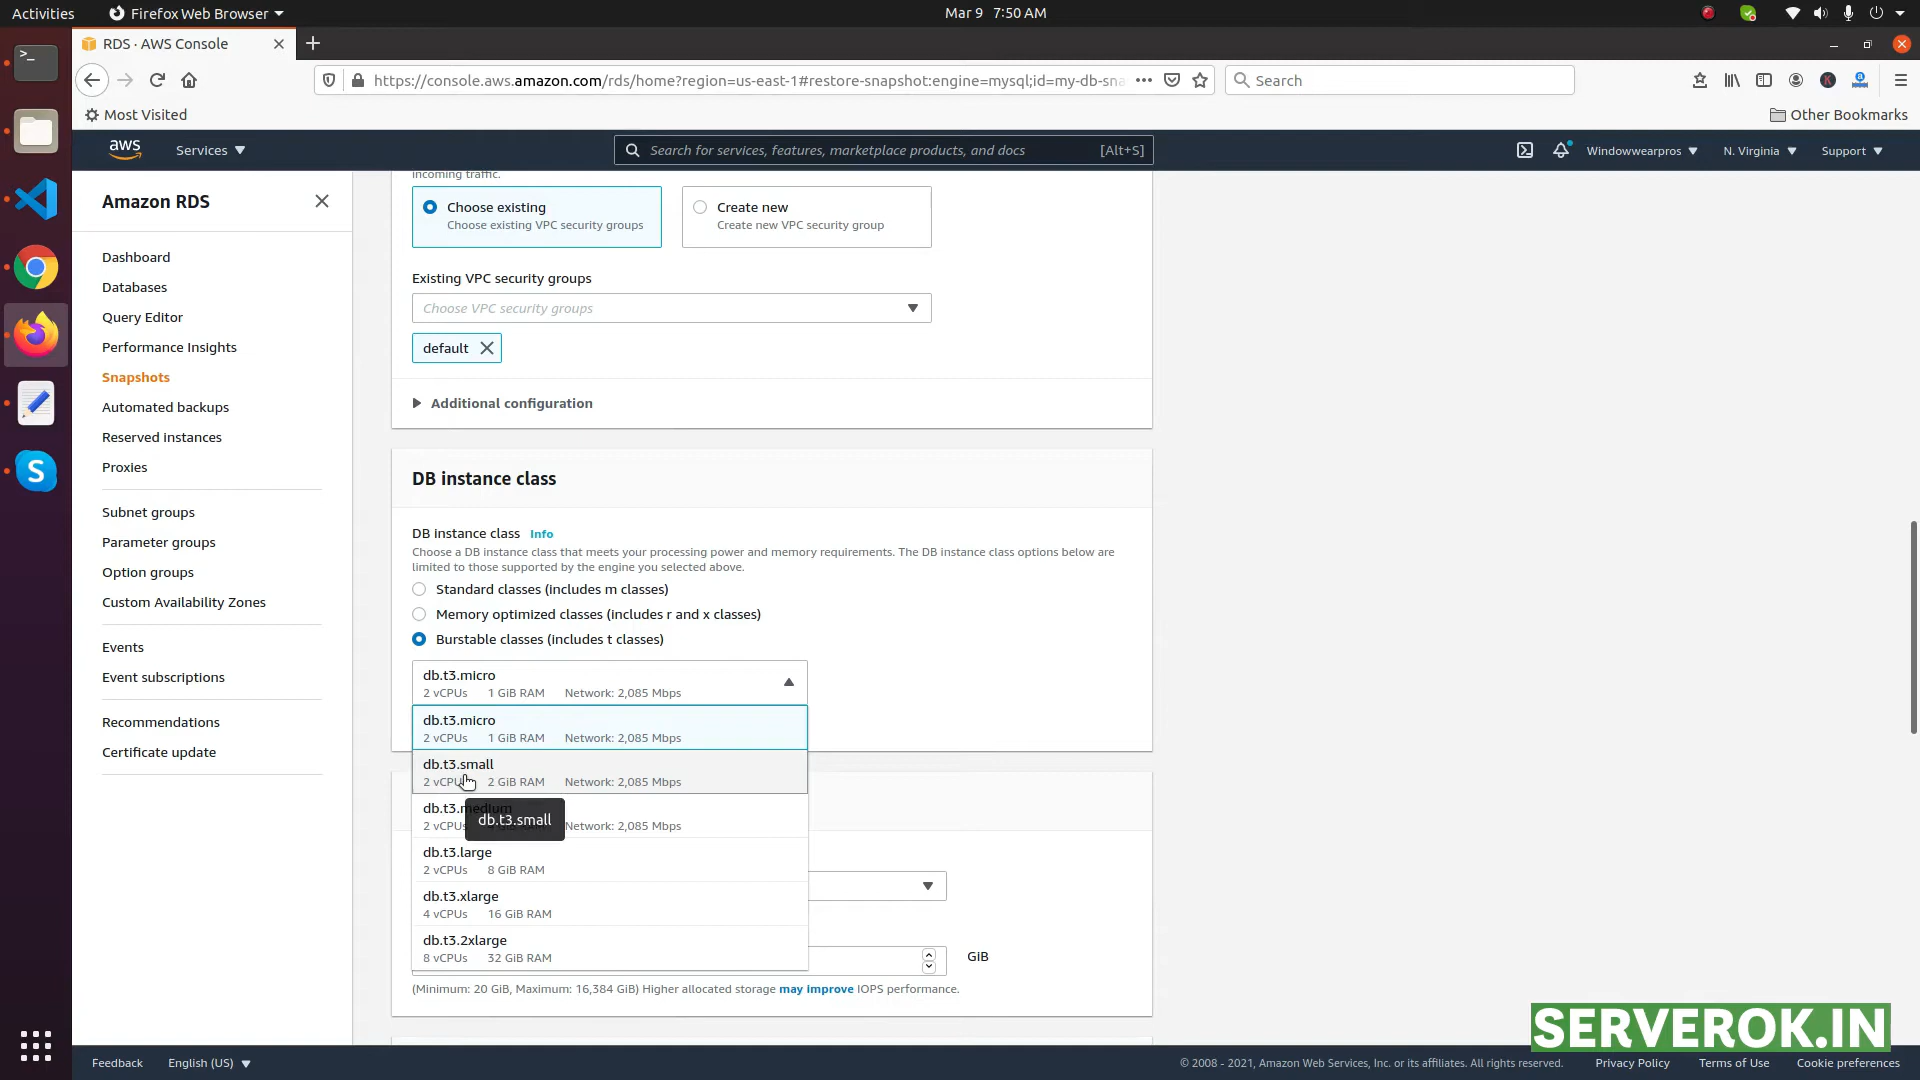 Activities
Firefox Web Browser
Mar 9 7:50 AM
RDS · AWS Console
https://console.aws.amazon.com/rds/home?region=us-east-1#restore-snapshot:engine=mysql;id=my-db-sna
Search
Most Visited
Other Bookmarks
aws
Services
Search for services, features, marketplace products, and docs
[Alt+S]
Windowwearpros
N. Virginia
Support
Amazon RDS
Dashboard
Databases
Query Editor
Performance Insights
Snapshots
Automated backups
Reserved instances
Proxies
Subnet groups
Parameter groups
Option groups
Custom Availability Zones
Events
Event subscriptions
Recommendations
Certificate update
incoming traffic.
Choose existing
Choose existing VPC security groups
Create new
Create new VPC security group
Existing VPC security groups
Choose VPC security groups
default
Additional configuration
DB instance class
DB instance class Info
Choose a DB instance class that meets your processing power and memory requirements. The DB instance class options below are
limited to those supported by the engine you selected above.
Standard classes (includes m classes)
Memory optimized classes (includes r and x classes)
Burstable classes (includes t classes)
db.t3.micro
2 vCPUs 1 GiB RAM Network: 2,085 Mbps
db.t3.micro
2 vCPUs 1 GiB RAM Network: 2,085 Mbps
db.t3.small
2 vCPUs 2 GiB RAM Network: 2,085 Mbps
db.t3.medium
2 vCPUs Network: 2,085 Mbps
db.t3.small
db.t3.large
2 vCPUs 8 GiB RAM
db.t3.xlarge
4 vCPUs 16 GiB RAM
db.t3.2xlarge
8 vCPUs 32 GiB RAM
GiB
(Minimum: 20 GiB, Maximum: 16,384 GiB) Higher allocated storage may improve IOPS performance.
SERVEROK.IN
Feedback
English (US)
© 2008 - 2021, Amazon Web Services, Inc. or its affiliates. All rights reserved.
Privacy Policy
Terms of Use
Cookie preferences